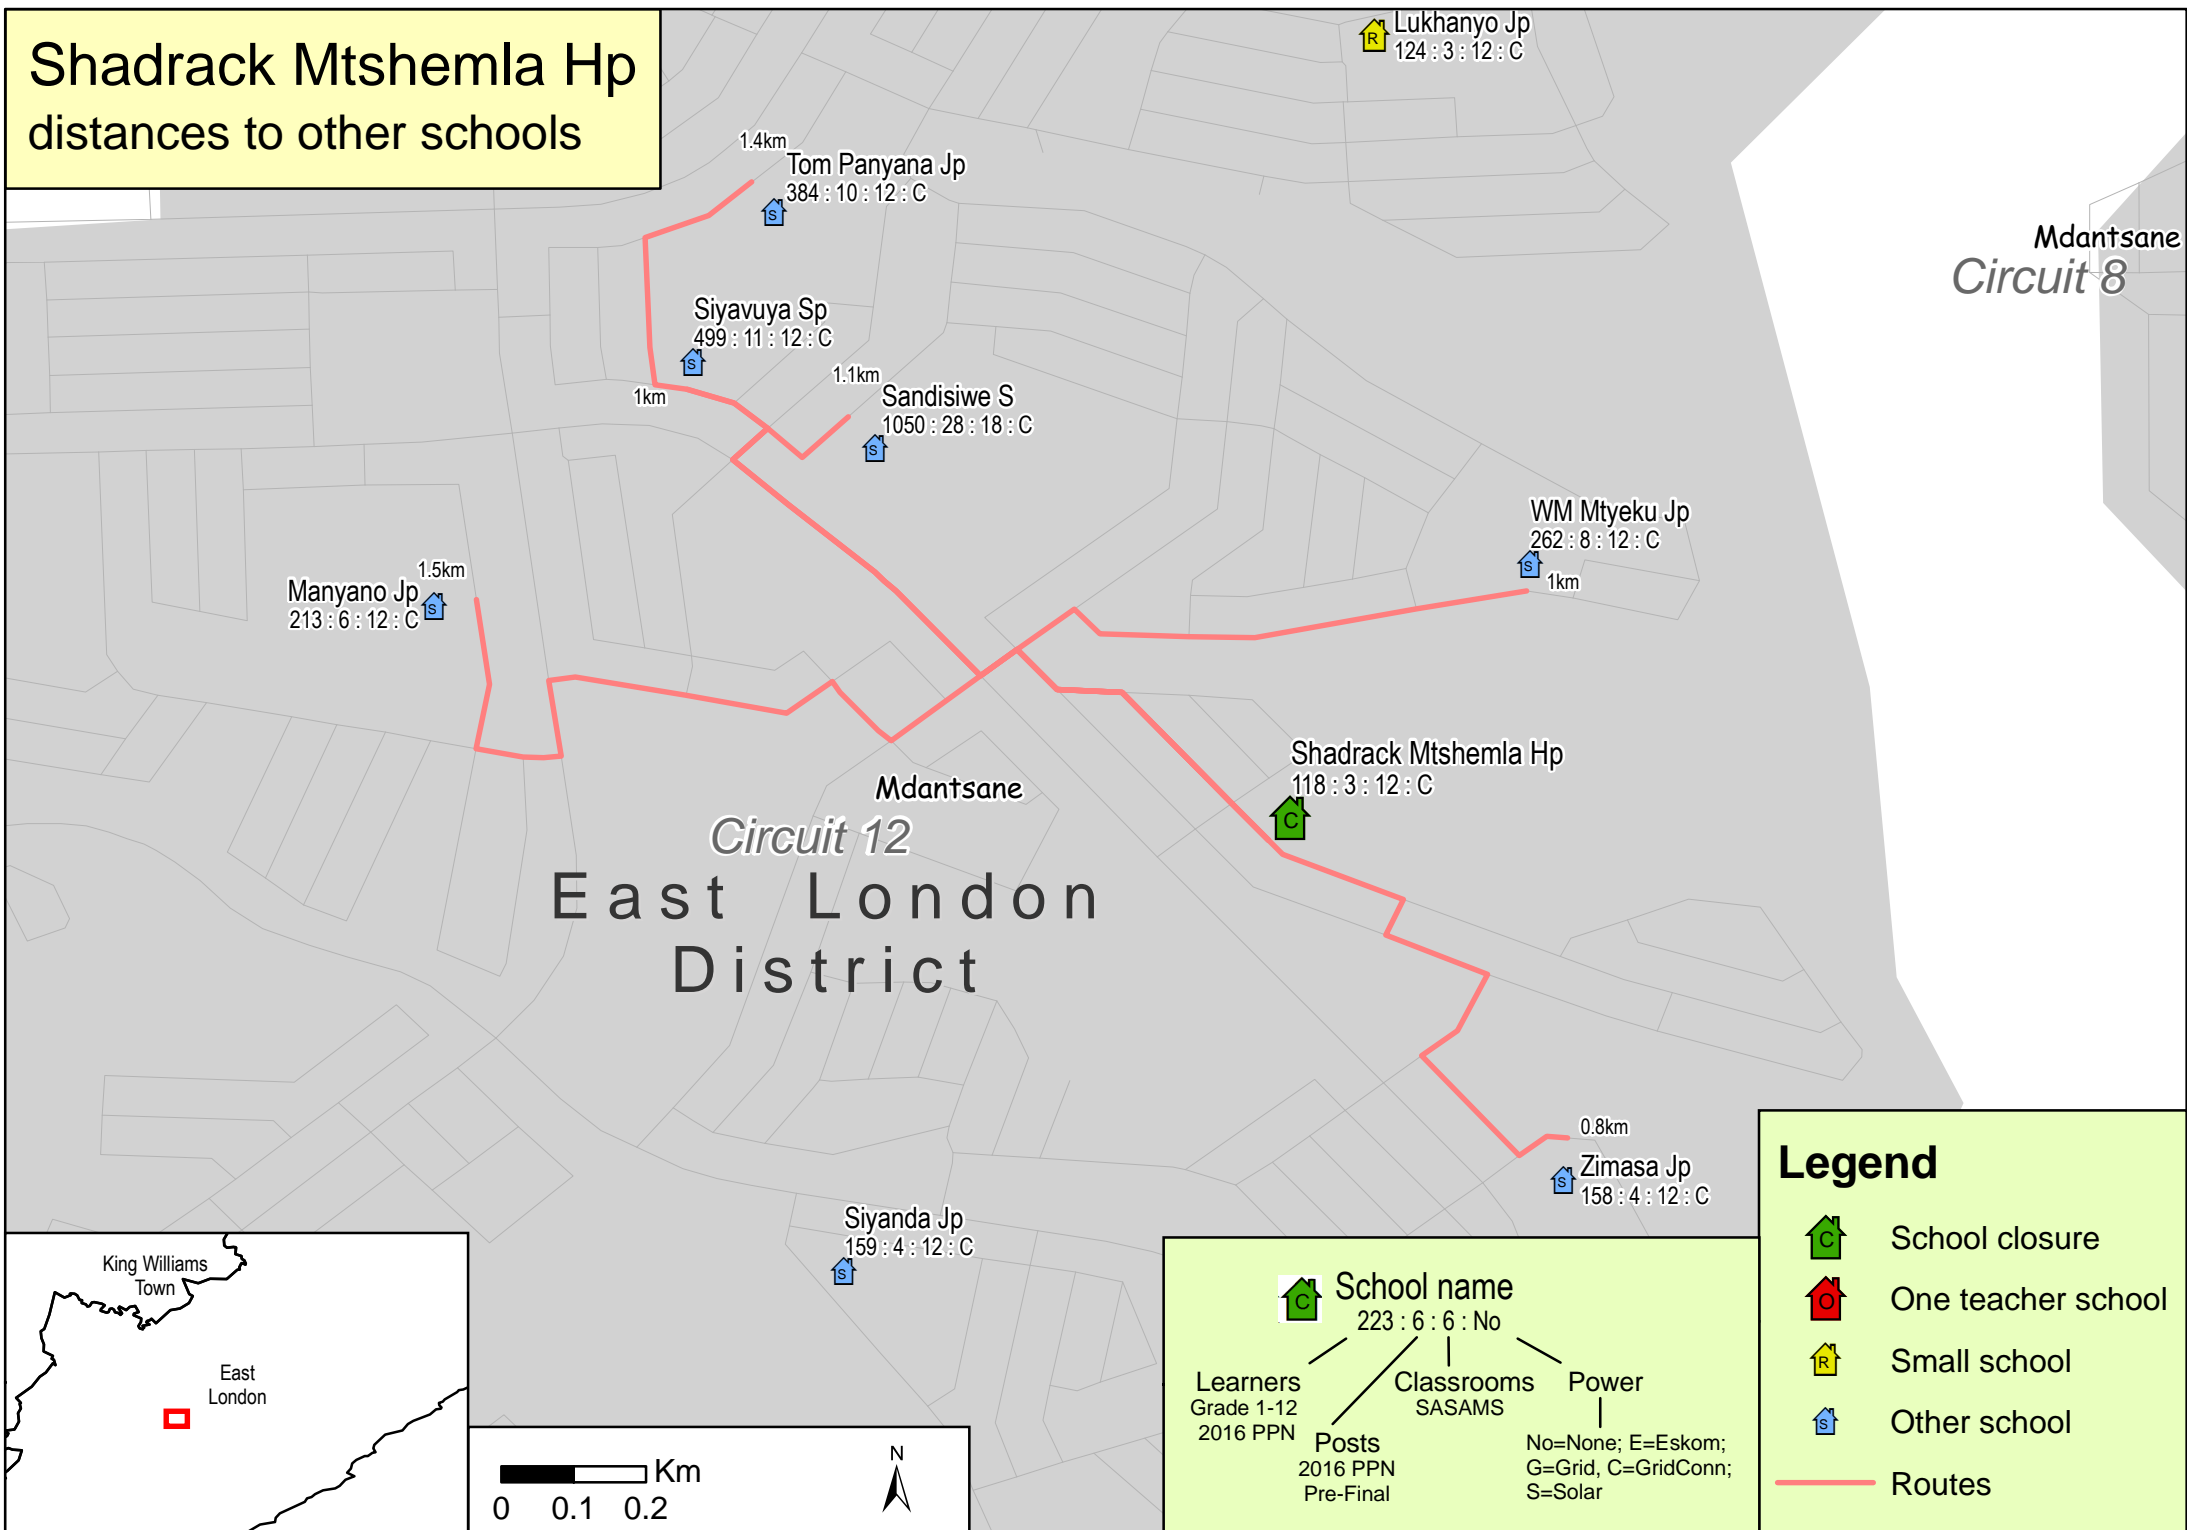 Shadrack Mtshemla Hp
distances to other schools
R
Lukhanyo Jp
124 : 3 : 12 : C
1.4km
Tom Panyana Jp
384 : 10 : 12 : C
S
Mdantsane
Circuit 8
Siyavuya Sp
499 : 11 : 12 : C
S
1km
1.1km
Sandisiwe S
1050 : 28 : 18 : C
S
WM Mtyeku Jp
262 : 8 : 12 : C
S
1km
1.5km
Manyano Jp
213 : 6 : 12 : C
S
Shadrack Mtshemla Hp
118 : 3 : 12 : C
C
Mdantsane
Circuit 12
East London
District
0.8km
Zimasa Jp
158 : 4 : 12 : C
S
Siyanda Jp
159 : 4 : 12 : C
S
King Williams
Town
East
London
Km
0 0.1 0.2
N
C
School name
223 : 6 : 6 : No
Learners
Grade 1-12
2016 PPN
Posts
2016 PPN
Pre-Final
Classrooms
SASAMS
Power
No=None; E=Eskom;
G=Grid, C=GridConn;
S=Solar
Legend
C School closure
O One teacher school
R Small school
S Other school
Routes